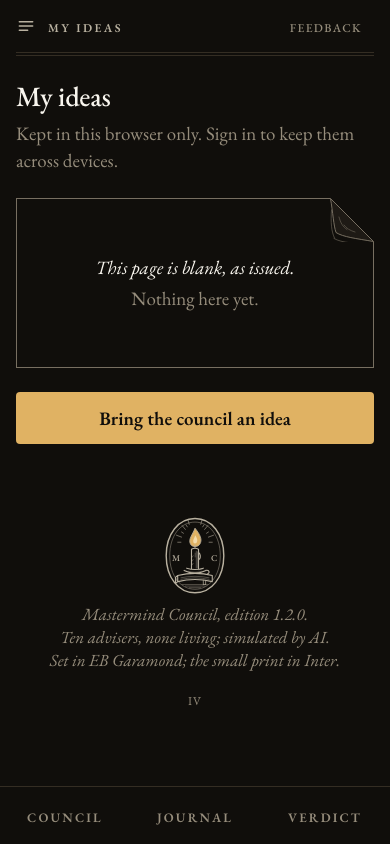 MY IDEAS
FEEDBACK
My ideas
Kept in this browser only. Sign in to keep them
across devices.
This page is blank, as issued.
Nothing here yet.
Bring the council an idea
M C
Mastermind Council, edition 1.2.0.
Ten advisers, none living; simulated by AI.
Set in EB Garamond; the small print in Inter.
IV
COUNCIL
JOURNAL
VERDICT